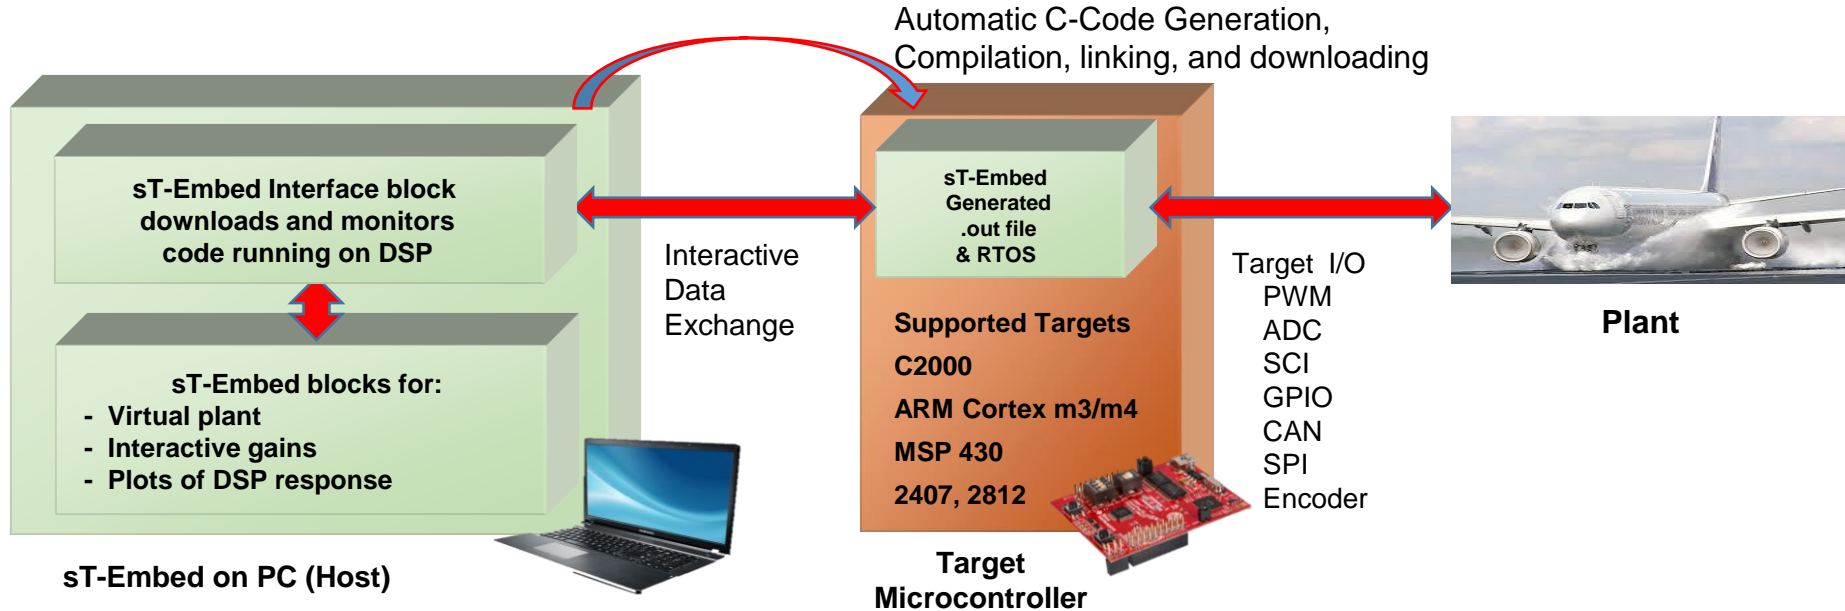 Automatic C-Code Generation,
Compilation, linking, and downloading
sT-Embed Interface block
downloads and monitors
code running on DSP
sT-Embed blocks for:
- Virtual plant
- Interactive gains
- Plots of DSP response
sT-Embed on PC (Host)
Interactive
Data
Exchange
sT-Embed
Generated
.out file
& RTOS
Supported Targets
C2000
ARM Cortex m3/m4
MSP 430
2407, 2812
Target
Microcontroller
Target I/O
PWM
ADC
SCI
GPIO
CAN
SPI
Encoder
Plant